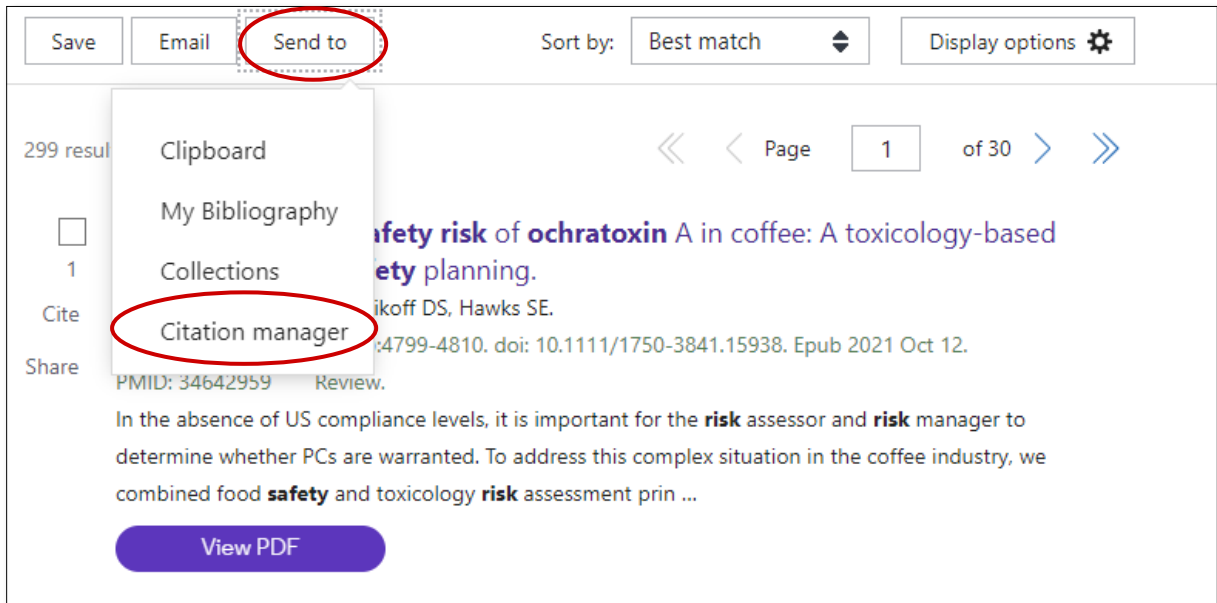 Save Email Send to Sort by: Best match Display options
299 resul
Page 1 of 30
Clipboard
My Bibliography
Collections
Citation manager
1
Cite
Share
afety risk of ochratoxin A in coffee: A toxicology-based
ety planning.
ikoff DS, Hawks SE.
:4799-4810. doi: 10.1111/1750-3841.15938. Epub 2021 Oct 12.
PMID: 34642959 Review.
In the absence of US compliance levels, it is important for the risk assessor and risk manager to
determine whether PCs are warranted. To address this complex situation in the coffee industry, we
combined food safety and toxicology risk assessment prin ...
View PDF